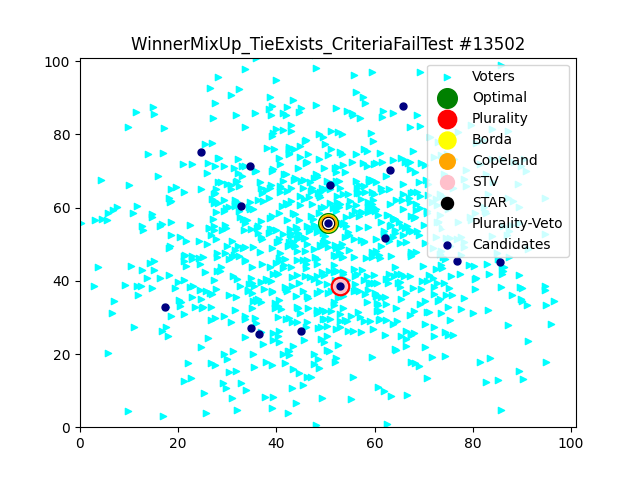 WinnerMixUp_TieExists_CriteriaFailTest #13502
100
80
60
40
20
0
0 20 40 60 80 100
Voters
Optimal
Plurality
Borda
Copeland
STV
STAR
Plurality-Veto
Candidates